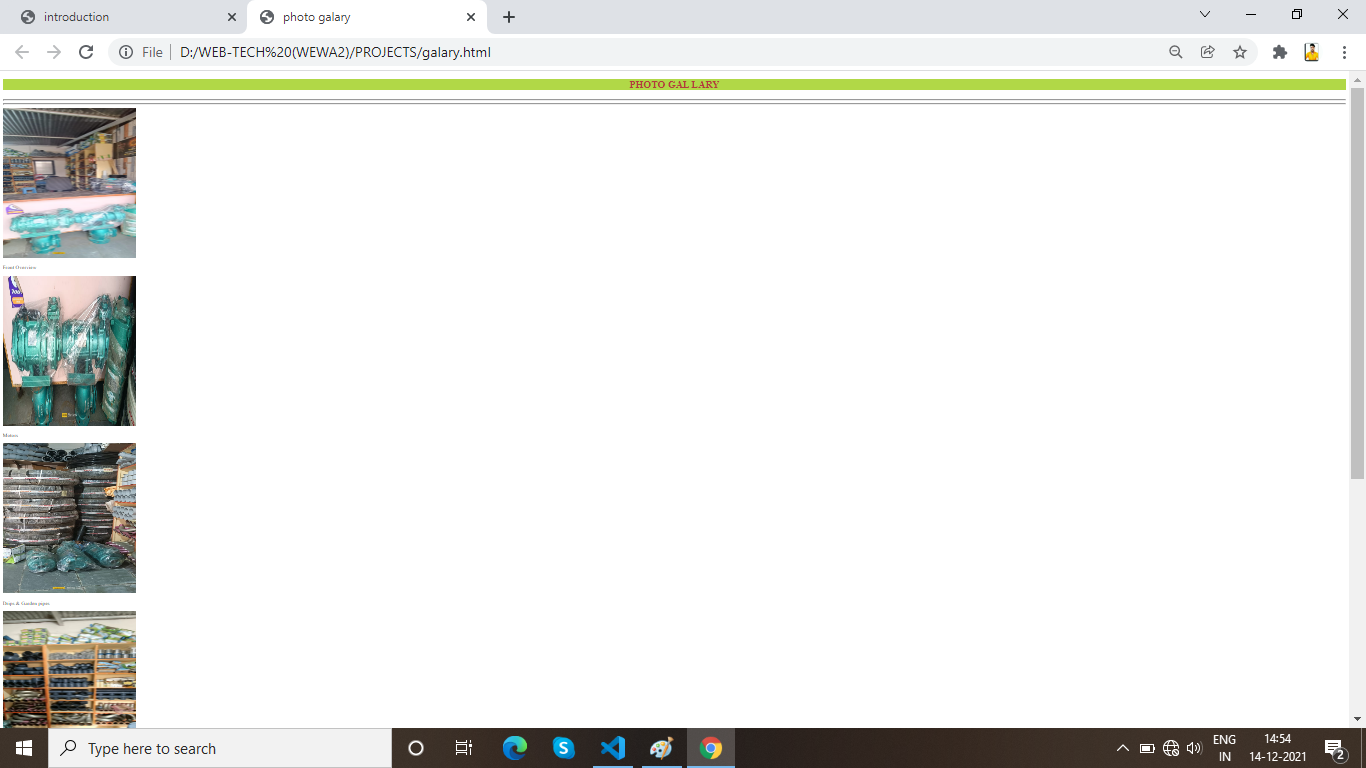 introduction
photo galary
File
D:/WEB-TECH%20(WEWA2)/PROJECTS/galary.html
PHOTO GAL LARY
Front Overview
Motors
Drips & Garden pipes
Type here to search
ENG
IN
14:54
14-12-2021
2